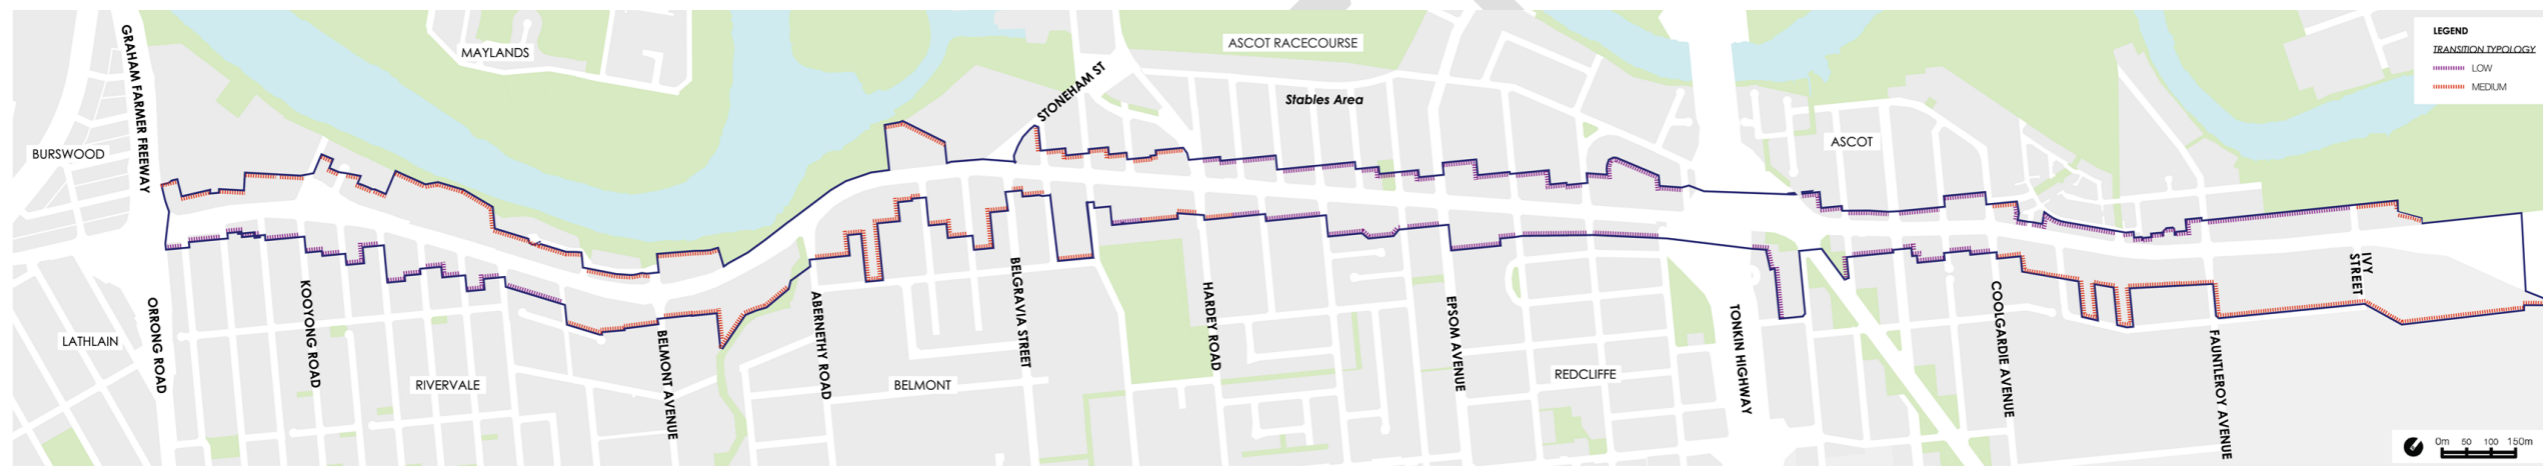 GRAHAM FARMER FREEWAY
MAYLANDS
ASCOT RACECOURSE
LEGEND
TRANSITION TYPOLOGY
LOW
MEDIUM
STONEHAM ST
Stables Area
BURSWOOD
ASCOT
ORRONG ROAD
KOOYONG ROAD
BELMONT AVENUE
ABERNETHY ROAD
BELGRAVIA STREET
HARDEY ROAD
EPSOM AVENUE
TONKIN HIGHWAY
COOLGARDIE AVENUE
FAUNTLEROY AVENUE
IVY
STREET
LATHLAIN
RIVERVALE
BELMONT
REDCLIFFE
0m 50 100 150m